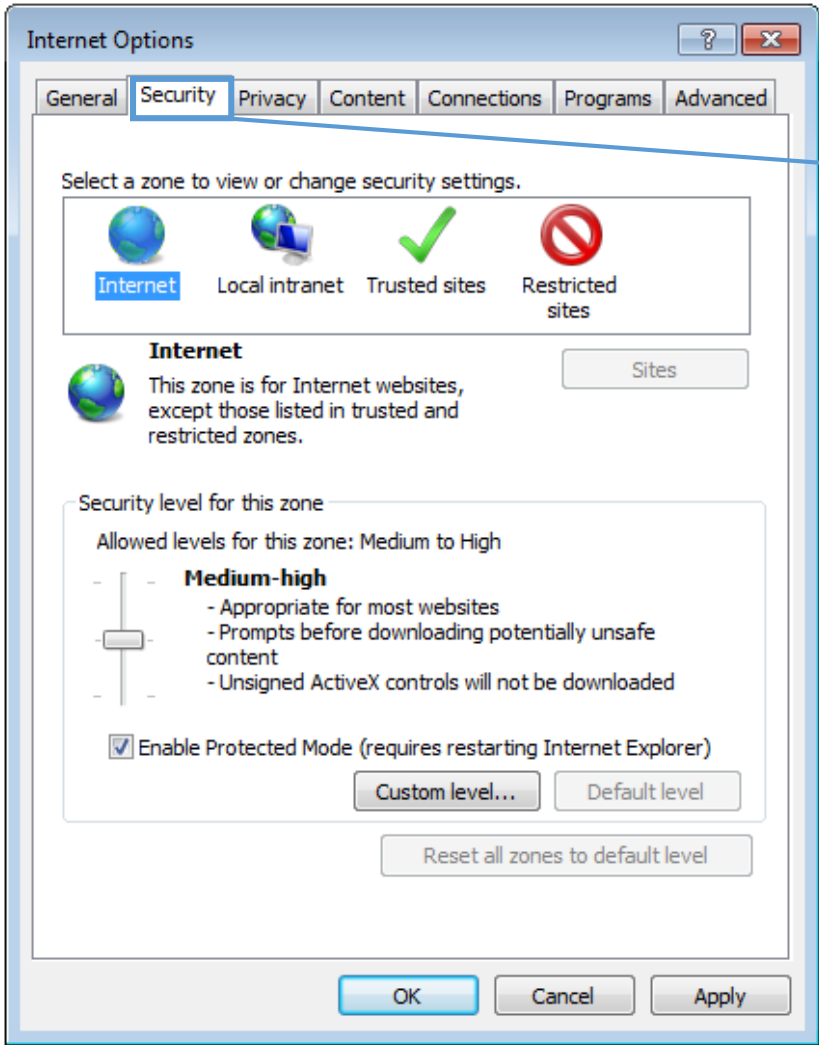 Internet Options
General Security Privacy Content Connections Programs Advanced
Select a zone to view or change security settings.
Internet Local intranet Trusted sites Restricted
sites
Internet
Sites
This zone is for Internet websites,
except those listed in trusted and
restricted zones.
Security level for this zone
Allowed levels for this zone: Medium to High
Medium-high
- Appropriate for most websites
- Prompts before downloading potentially unsafe
content
- Unsigned ActiveX controls will not be downloaded
Enable Protected Mode (requires restarting Internet Explorer)
Custom level... Default level
Reset all zones to default level
OK Cancel Apply